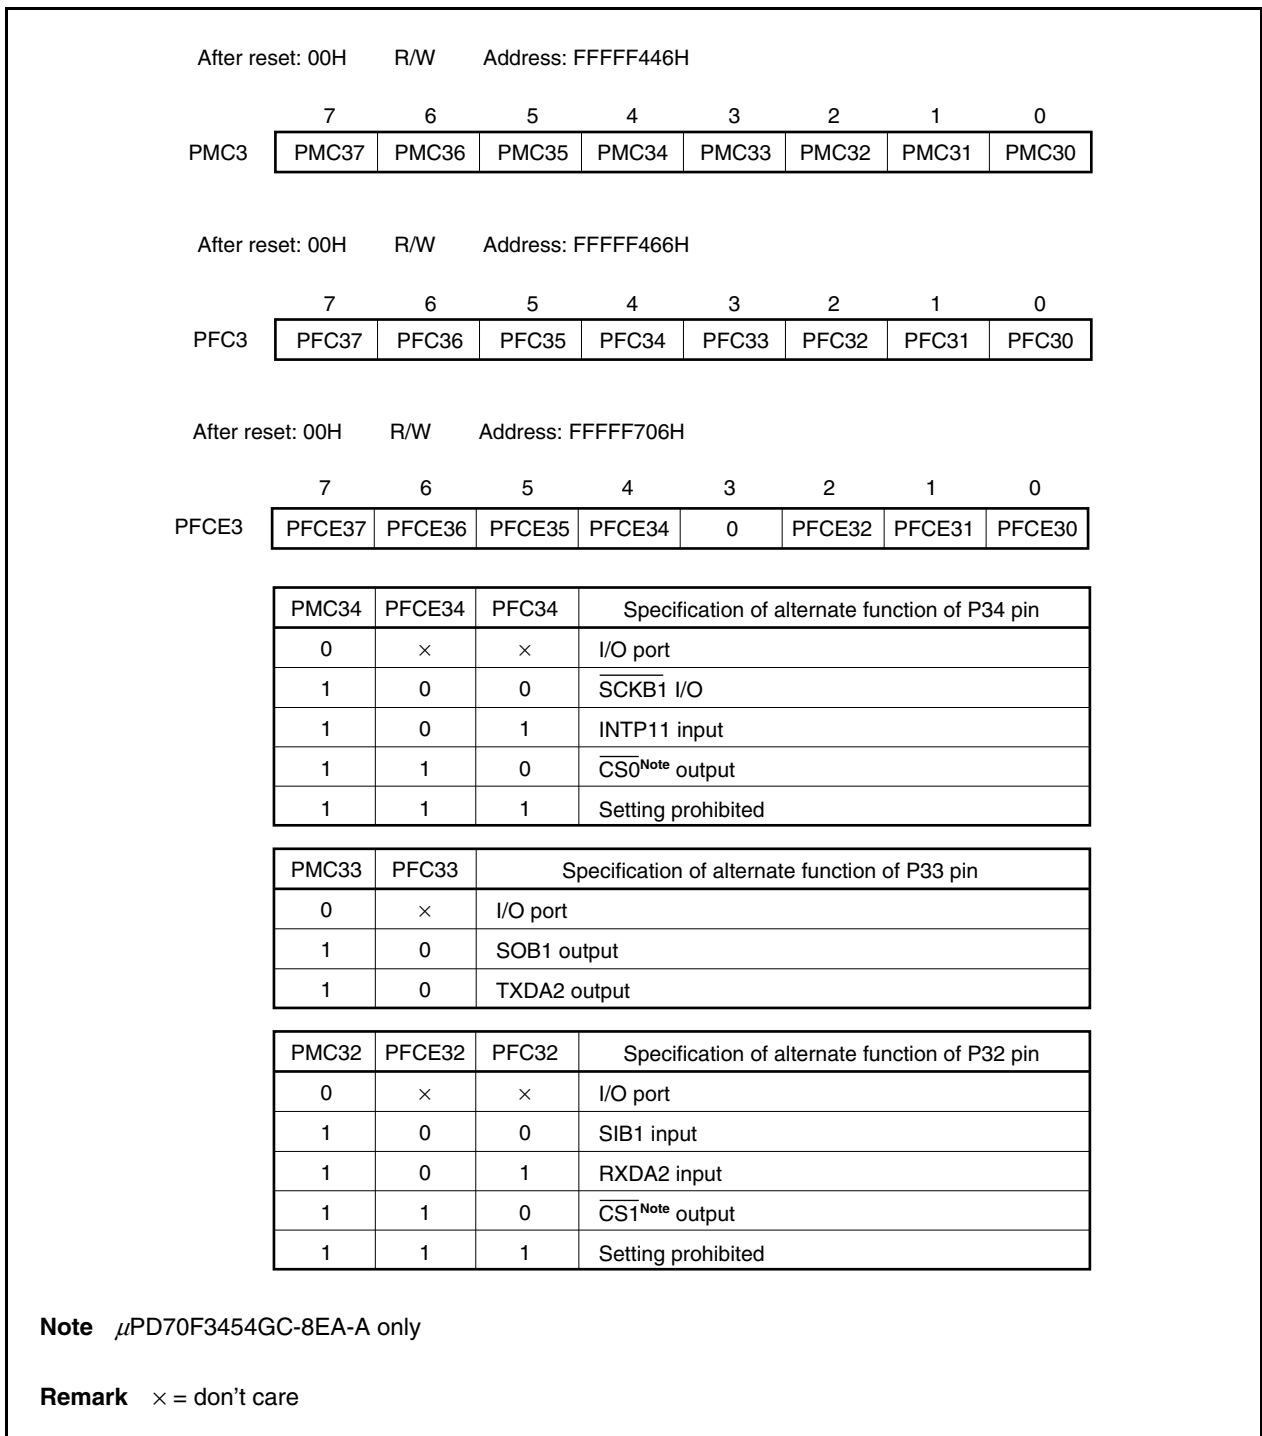 After reset: 00H R/W Address: FFFFF446H
7 6 5 4 3 2 1 0
PMC3 PMC37 PMC36 PMC35 PMC34 PMC33 PMC32 PMC31 PMC30
After reset: 00H R/W Address: FFFFF466H
7 6 5 4 3 2 1 0
PFC3 PFC37 PFC36 PFC35 PFC34 PFC33 PFC32 PFC31 PFC30
After reset: 00H R/W Address: FFFFF706H
7 6 5 4 3 2 1 0
PFCE3 PFCE37 PFCE36 PFCE35 PFCE34 0 PFCE32 PFCE31 PFCE30
PMC34 PFCE34 PFC34 Specification of alternate function of P34 pin
0 × × I/O port
1 0 0 SCKB1 I/O
1 0 1 INTP11 input
1 1 0 CS0Note output
1 1 1 Setting prohibited
PMC33 PFC33 Specification of alternate function of P33 pin
0 × I/O port
1 0 SOB1 output
1 0 TXDA2 output
PMC32 PFCE32 PFC32 Specification of alternate function of P32 pin
0 × × I/O port
1 0 0 SIB1 input
1 0 1 RXDA2 input
1 1 0 CS1Note output
1 1 1 Setting prohibited
Note μPD70F3454GC-8EA-A only
Remark × = don't care